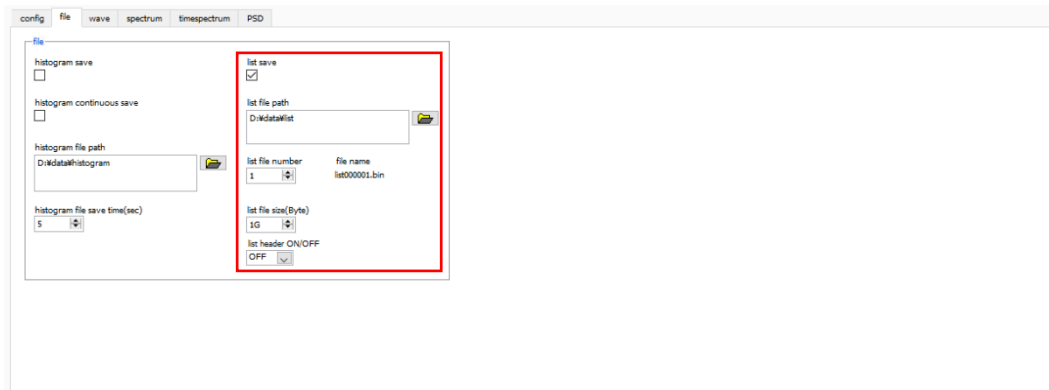 config file wave spectrum timespectrum PSD
file
histogram save
histogram continuous save
histogram file path
D:¥data¥histogram
histogram file save time(sec)
5
list save
list file path
D:¥data¥list
list file number file name
1 list000001.bin
list file size(Byte)
1G
list header ON/OFF
OFF